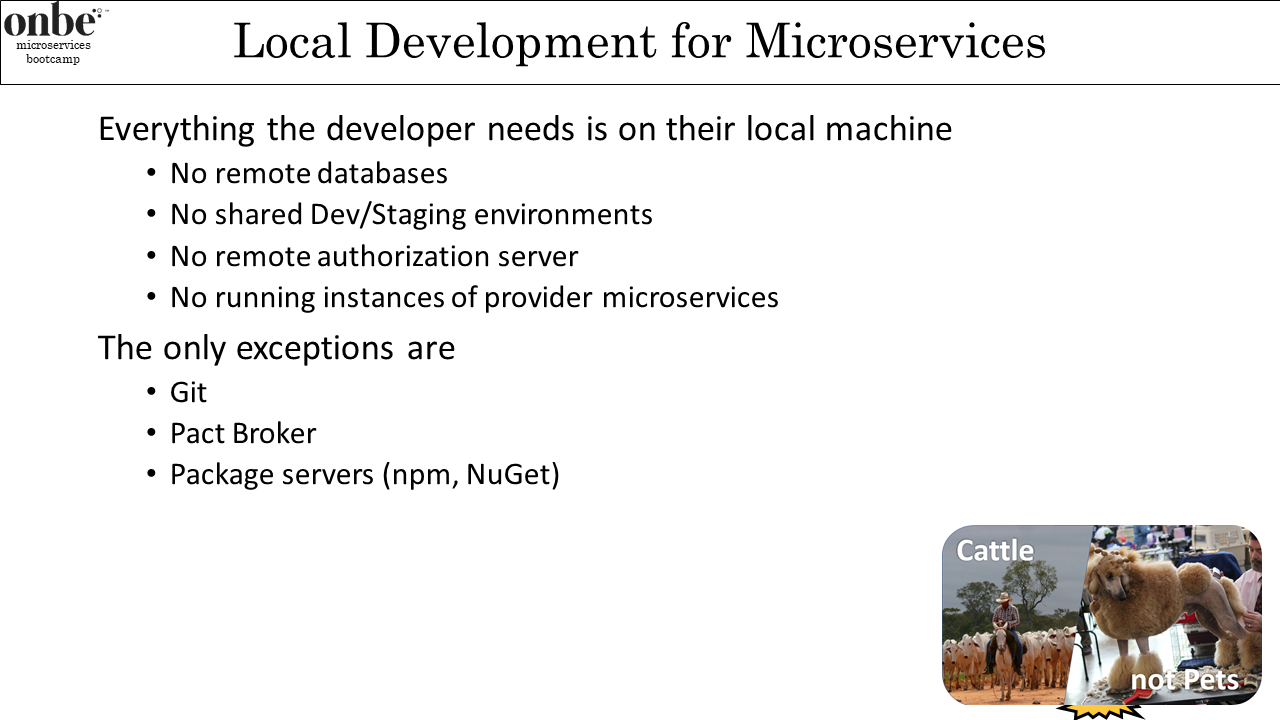 onbe
microservices
bootcamp
Local Development for Microservices
Everything the developer needs is on their local machine
• No remote databases
• No shared Dev/Staging environments
• No remote authorization server
• No running instances of provider microservices
The only exceptions are
• Git
• Pact Broker
• Package servers (npm, NuGet)
Cattle
not Pets